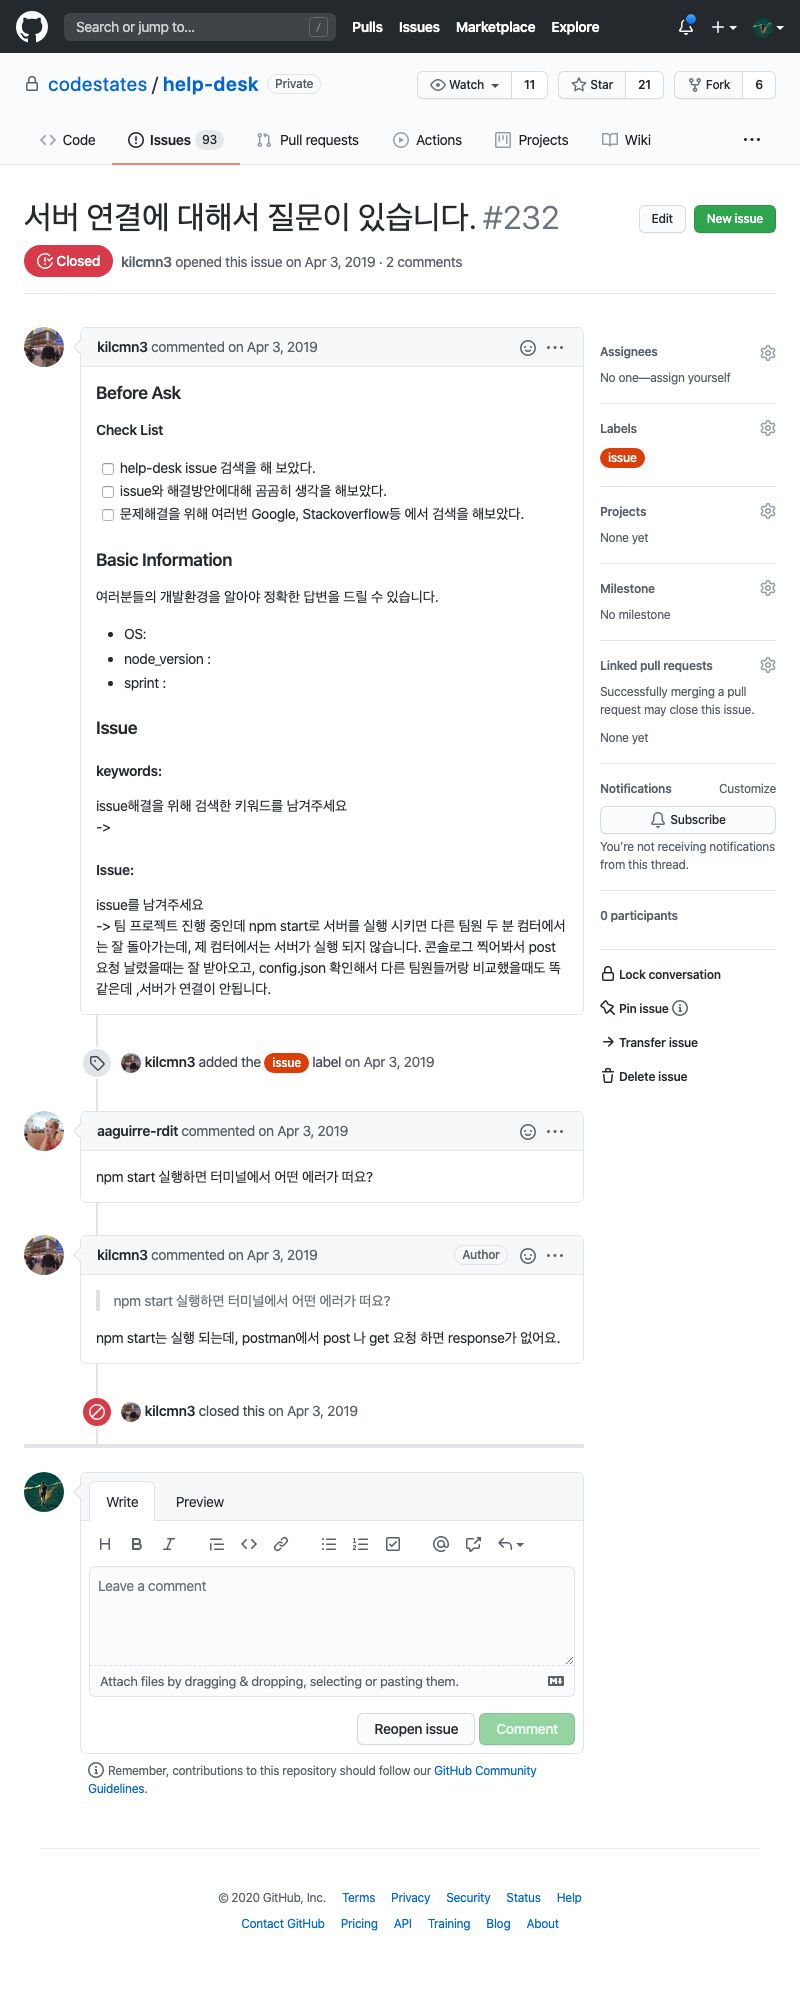 Search or jump to... /
Pulls Issues Marketplace Explore
codestates / help-desk Private
Watch 11 Star 21 Fork 6
Code Issues 93 Pull requests Actions Projects Wiki ...
서버 연결에 대해서 질문이 있습니다. #232
Edit New issue
Closed kilcmn3 opened this issue on Apr 3, 2019 · 2 comments
kilcmn3 commented on Apr 3, 2019
Before Ask
Check List
help-desk issue 검색을 해 보았다.
issue와 해결방안에대해 곰곰히 생각을 해보았다.
문제해결을 위해 여러번 Google, Stackoverflow등 에서 검색을 해보았다.
Basic Information
여러분들의 개발환경을 알아야 정확한 답변을 드릴 수 있습니다.
• OS:
• node_version :
• sprint :
Issue
keywords:
issue해결을 위해 검색한 키워드를 남겨주세요
->
Issue:
issue를 남겨주세요
-> 팀 프로젝트 진행 중인데 npm start로 서버를 실행 시키면 다른 팀원 두 분 컴터에서
는 잘 돌아가는데, 제 컴터에서는 서버가 실행 되지 않습니다. 콘솔로그 찍어봐서 post
요청 날렸을때는 잘 받아오고, config.json 확인해서 다른 팀원들꺼랑 비교했을때도 똑
같은데 ,서버가 연결이 안됩니다.
kilcmn3 added the issue label on Apr 3, 2019
aaguirre-rdit commented on Apr 3, 2019
npm start 실행하면 터미널에서 어떤 에러가 떠요?
kilcmn3 commented on Apr 3, 2019 Author
npm start 실행하면 터미널에서 어떤 에러가 떠요?
npm start는 실행 되는데, postman에서 post 나 get 요청 하면 response가 없어요.
kilcmn3 closed this on Apr 3, 2019
Write Preview
Leave a comment
Attach files by dragging & dropping, selecting or pasting them.
Reopen issue Comment
Remember, contributions to this repository should follow our GitHub Community
Guidelines.
Assignees
No one—assign yourself
Labels
issue
Projects
None yet
Milestone
No milestone
Linked pull requests
Successfully merging a pull
request may close this issue.
None yet
Notifications Customize
Subscribe
You're not receiving notifications
from this thread.
0 participants
Lock conversation
Pin issue
Transfer issue
Delete issue
© 2020 GitHub, Inc. Terms Privacy Security Status Help
Contact GitHub Pricing API Training Blog About